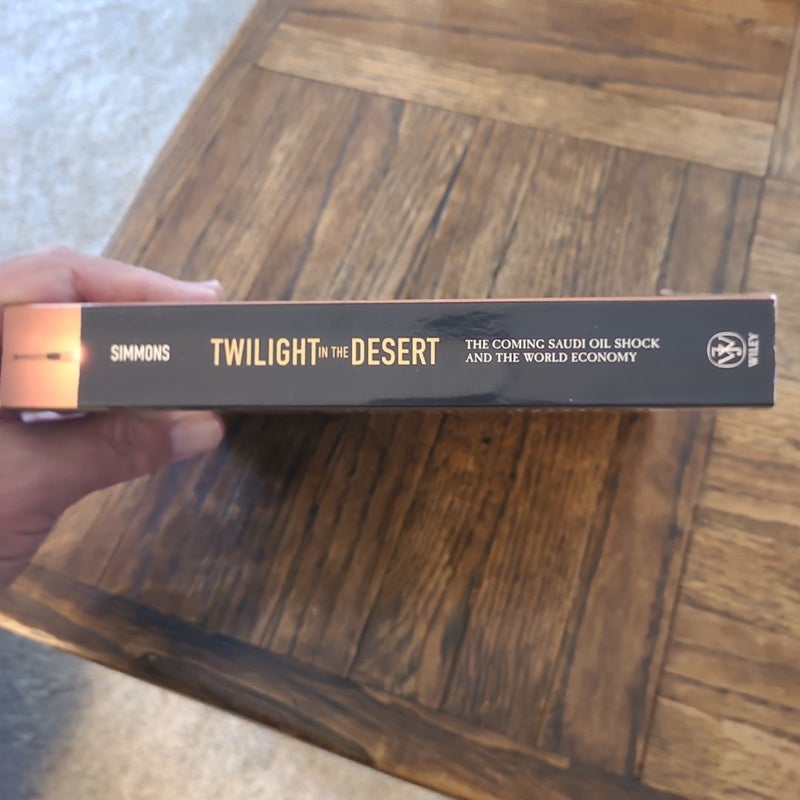 SIMMONS
TWILIGHT IN THE DESERT
THE COMING SAUDI OIL SHOCK
AND THE WORLD ECONOMY
WILEY